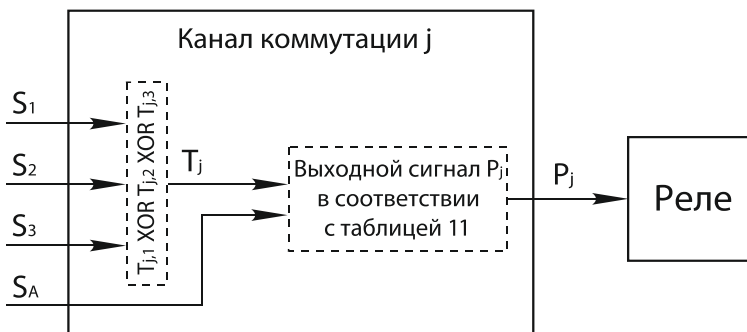 Канал коммутации j
S1
S2
S3
SA
Tj,1 XOR Tj,2 XOR Tj,3
Tj
Выходной сигнал Pj
в соответствии
с таблицей 11
Pj
Реле